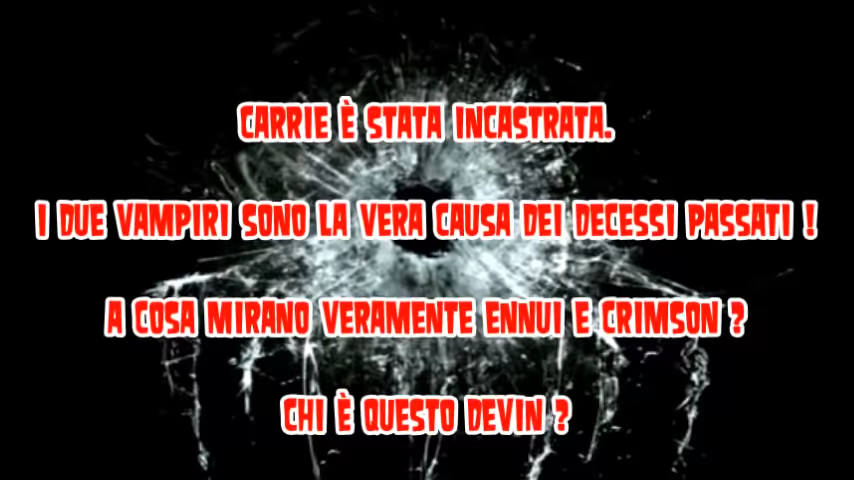 CARRIE È STATA INCASTRATA.
I DUE VAMPIRI SONO LA VERA CAUSA DEI DECESSI PASSATI !
A COSA MIRANO VERAMENTE ENNUI E CRIMSON ?
CHI È QUESTO DEVIN ?